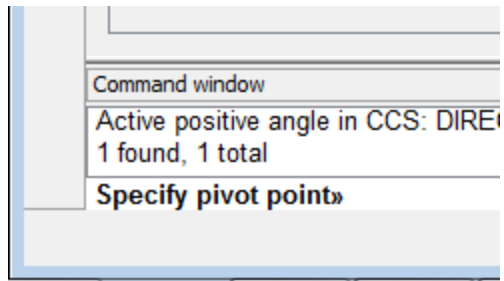 Command window
Active positive angle in CCS:
1 found, 1 total
Specify pivot point»